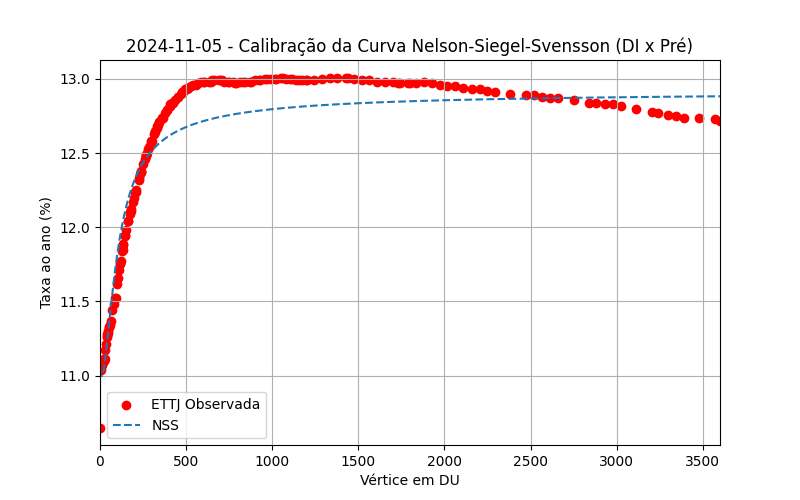 2024-11-05 - Calibração da Curva Nelson-Siegel-Svensson (DI x Pré)
Taxa ao ano (%)
13.0
12.5
12.0
11.5
11.0
ETTJ Observada
NSS
0 500 1000 1500 2000 2500 3000 3500
Vértice em DU